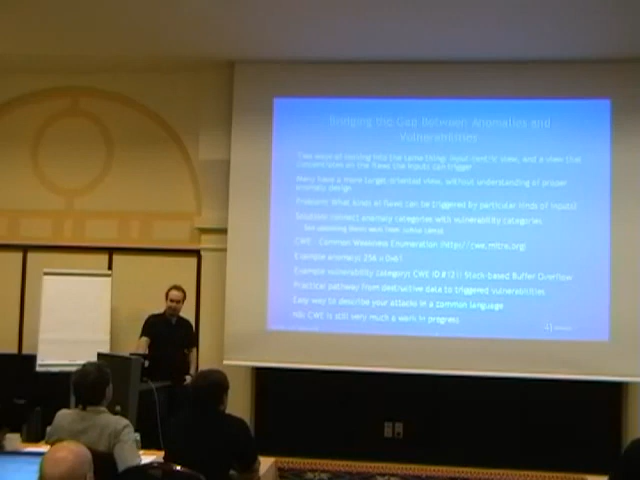 Bridging the Gap Between Anomalies and
Vulnerabilities
Two ways of looking into the same thing: input-centric view, and a view that
concentrates on the flaws the inputs can trigger
Many have a more target-oriented view, without understanding of proper
anomaly design
Problem: What kinds of flaws can be triggered by particular kinds of inputs?
Solution: connect anomaly categories with vulnerability categories
CWE - Common Weakness Enumeration (http://cwe.mitre.org)
Example anomaly: 256 x 0x61
Example vulnerability category: CWE ID #121: Stack-based Buffer Overflow
Practical pathway from destructive data to triggered vulnerabilities
Easy way to describe your attacks in a common language
NB: CWE is still very much a work in progress